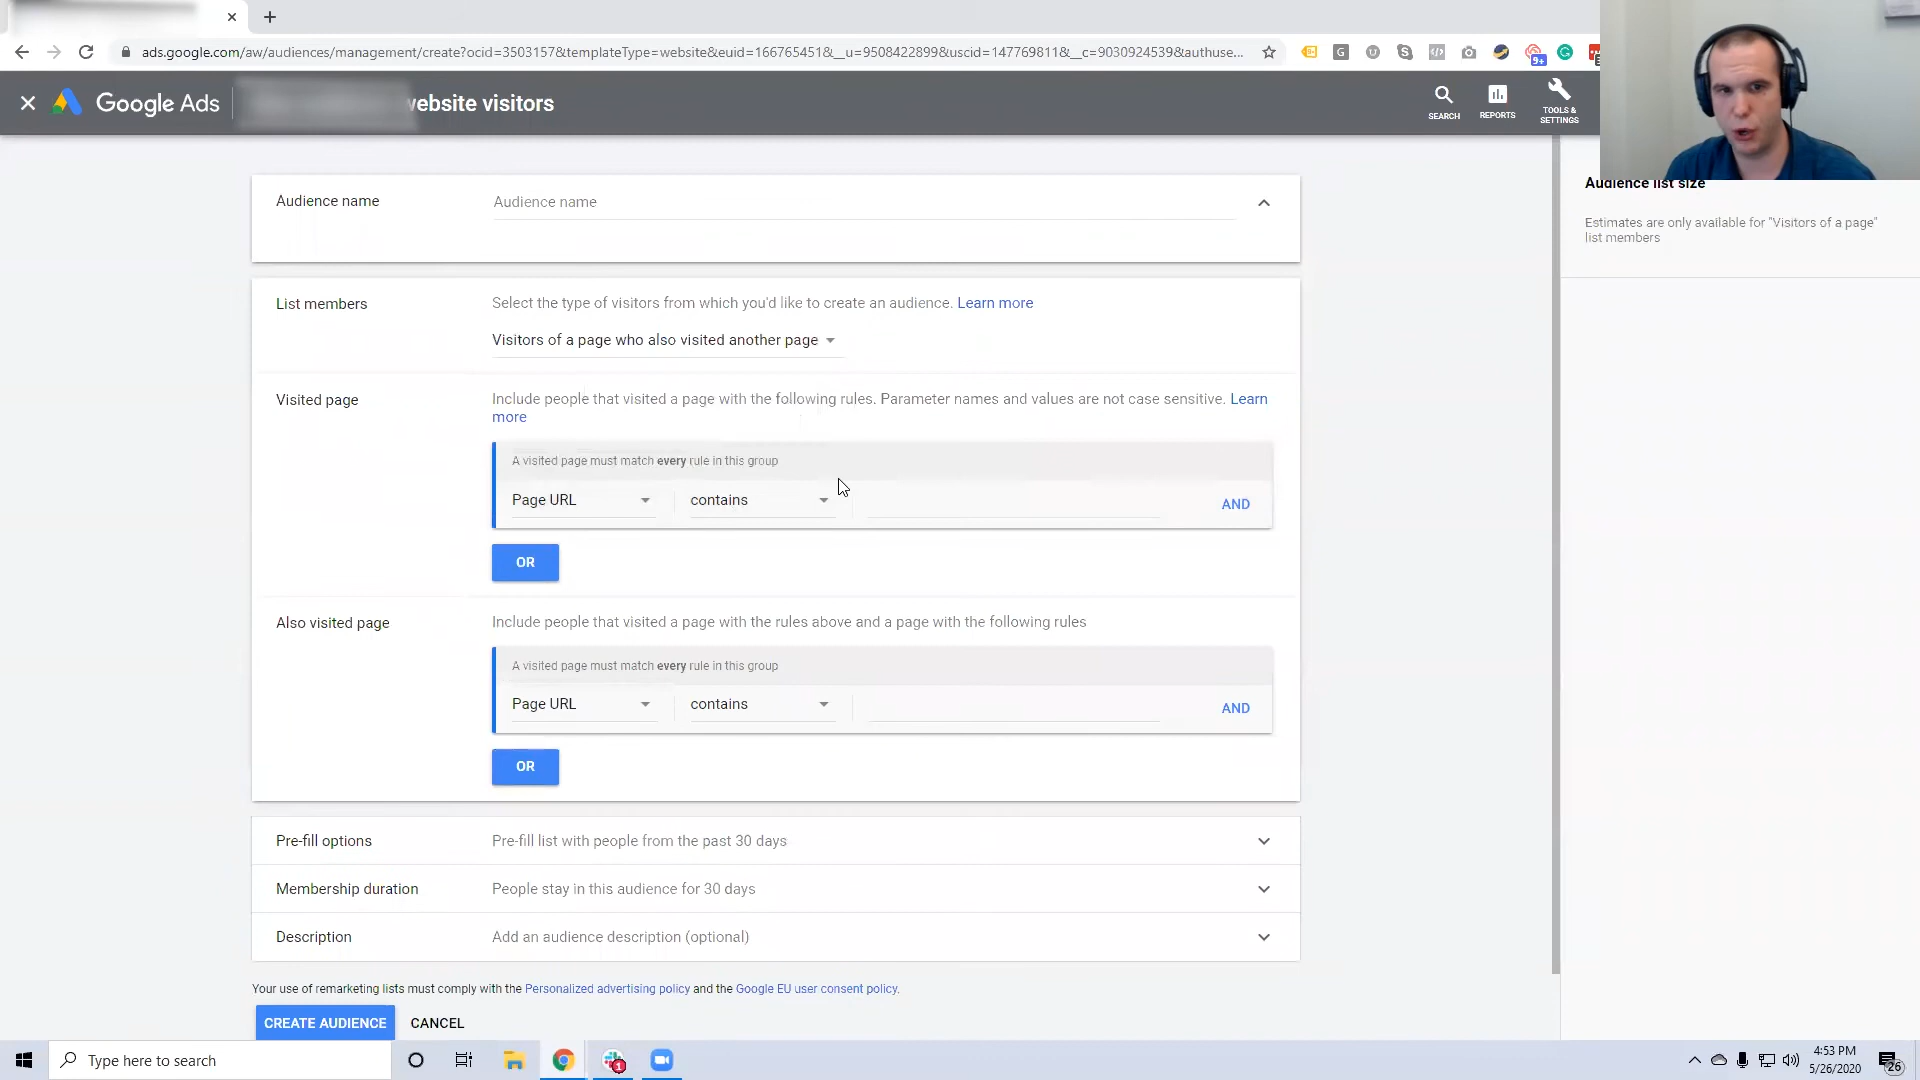 ads.google.com/aw/audiences/management/create?ocid=3503157&templateType=website&euid=166765451&__u=9508422899&uscid=147769811&__c=9030924539&authuse...
9+
Google Ads
website visitors
SEARCH
REPORTS
TOOLS &
SETTINGS
Audience list size
Estimates are only available for "Visitors of a page"
list members
Audience name
Audience name
List members
Select the type of visitors from which you'd like to create an audience. Learn more
Visitors of a page who also visited another page
Visited page
Include people that visited a page with the following rules. Parameter names and values are not case sensitive. Learn
more
A visited page must match every rule in this group
Page URL contains AND
OR
Also visited page
Include people that visited a page with the rules above and a page with the following rules
A visited page must match every rule in this group
Page URL contains AND
OR
Pre-fill options
Pre-fill list with people from the past 30 days
Membership duration
People stay in this audience for 30 days
Description
Add an audience description (optional)
Your use of remarketing lists must comply with the Personalized advertising policy and the Google EU user consent policy.
CREATE AUDIENCE
CANCEL
Type here to search
1
4:53 PM
5/26/2020
26